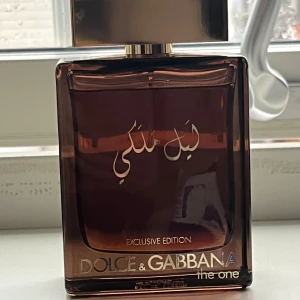 ليل ملكي
EXCLUSIVE EDITION
DOLCE & GABBANA
the one